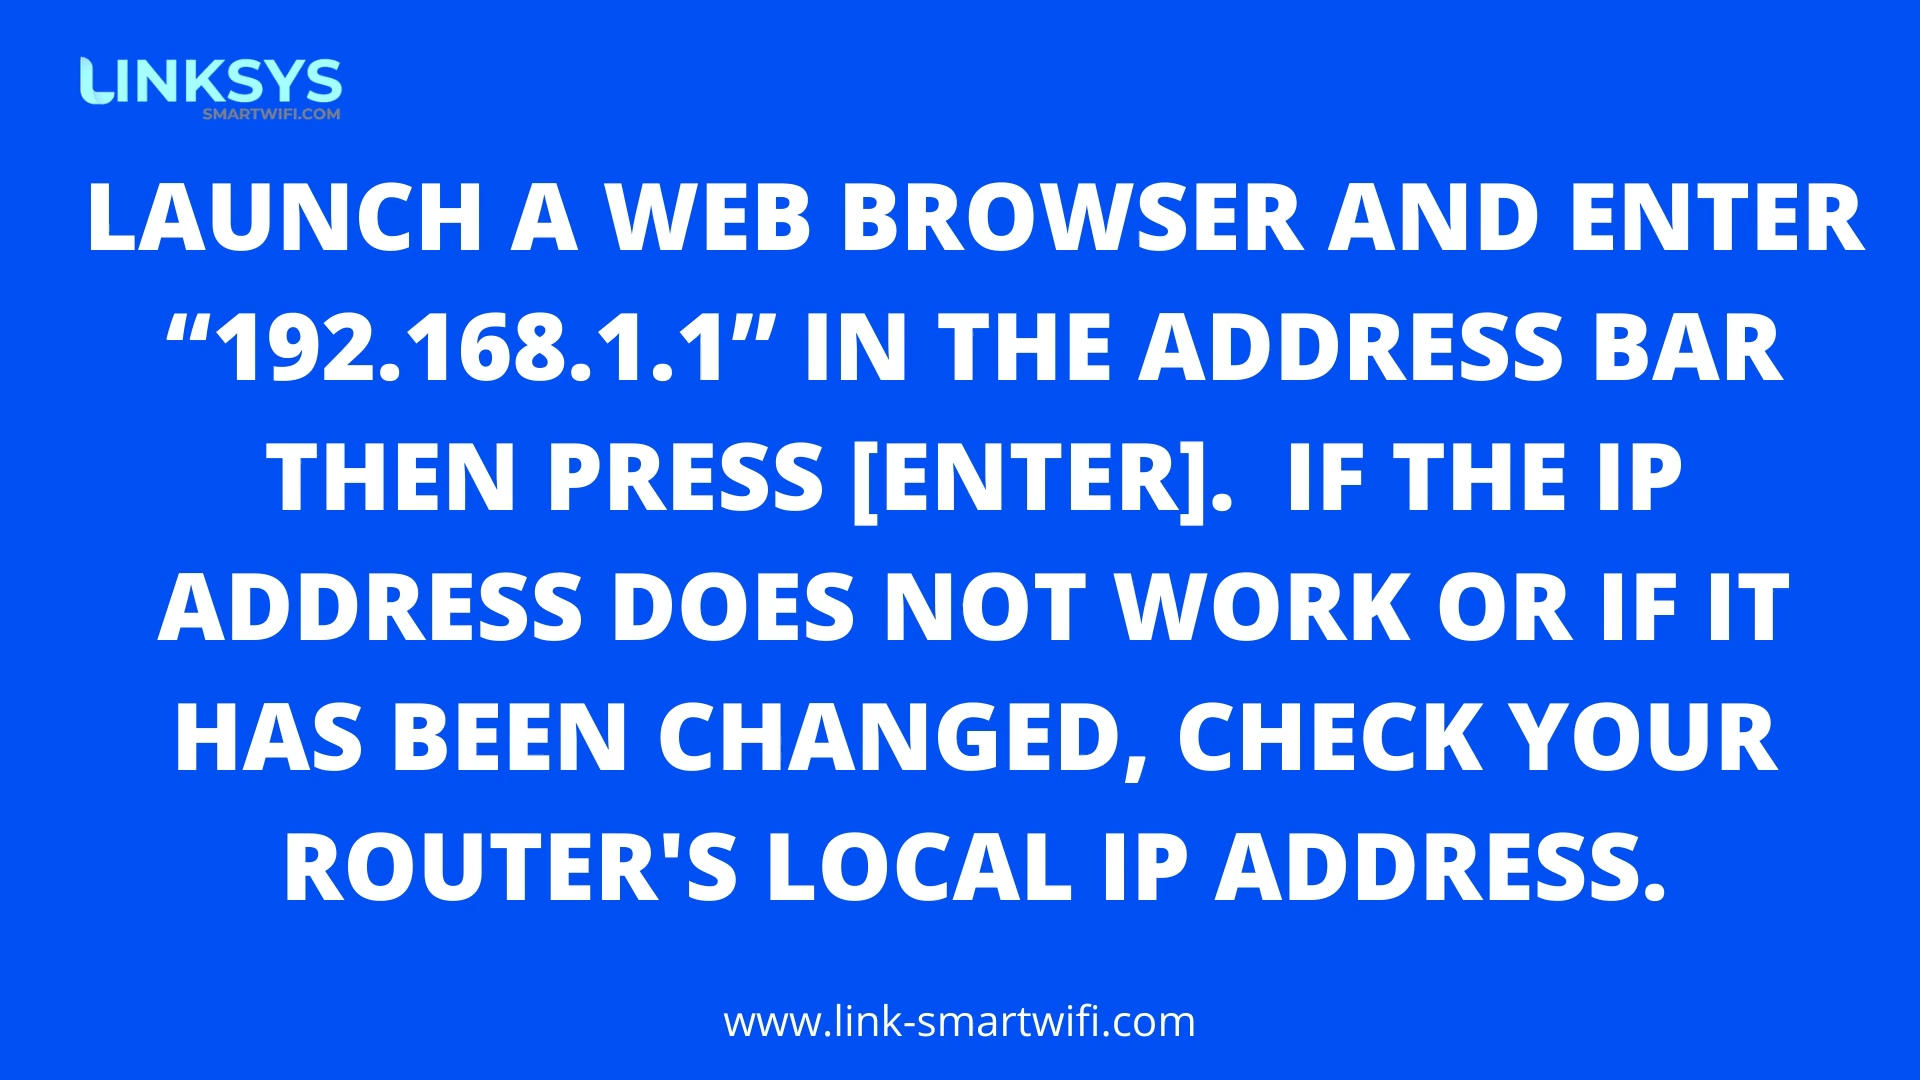 LINKSYS
SMARTWIFI.COM
LAUNCH A WEB BROWSER AND ENTER
“192.168.1.1” IN THE ADDRESS BAR
THEN PRESS [ENTER].  IF THE IP
ADDRESS DOES NOT WORK OR IF IT
HAS BEEN CHANGED, CHECK YOUR
ROUTER'S LOCAL IP ADDRESS.
www.link-smartwifi.com